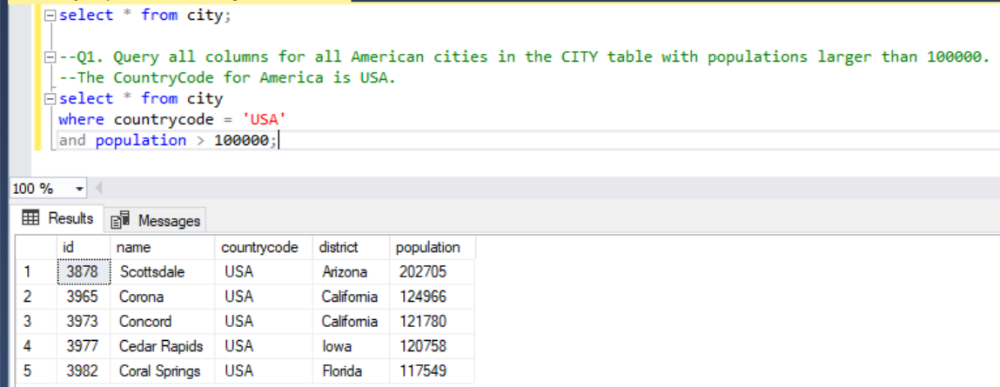 select * from city;
--Q1. Query all columns for all American cities in the CITY table with populations larger than 100000.
--The CountryCode for America is USA.
select * from city
where countrycode = 'USA'
and population > 100000;
100 %
Results Messages
id name countrycode district population
1 3878 Scottsdale USA Arizona 202705
2 3965 Corona USA California 124966
3 3973 Concord USA California 121780
4 3977 Cedar Rapids USA Iowa 120758
5 3982 Coral Springs USA Florida 117549